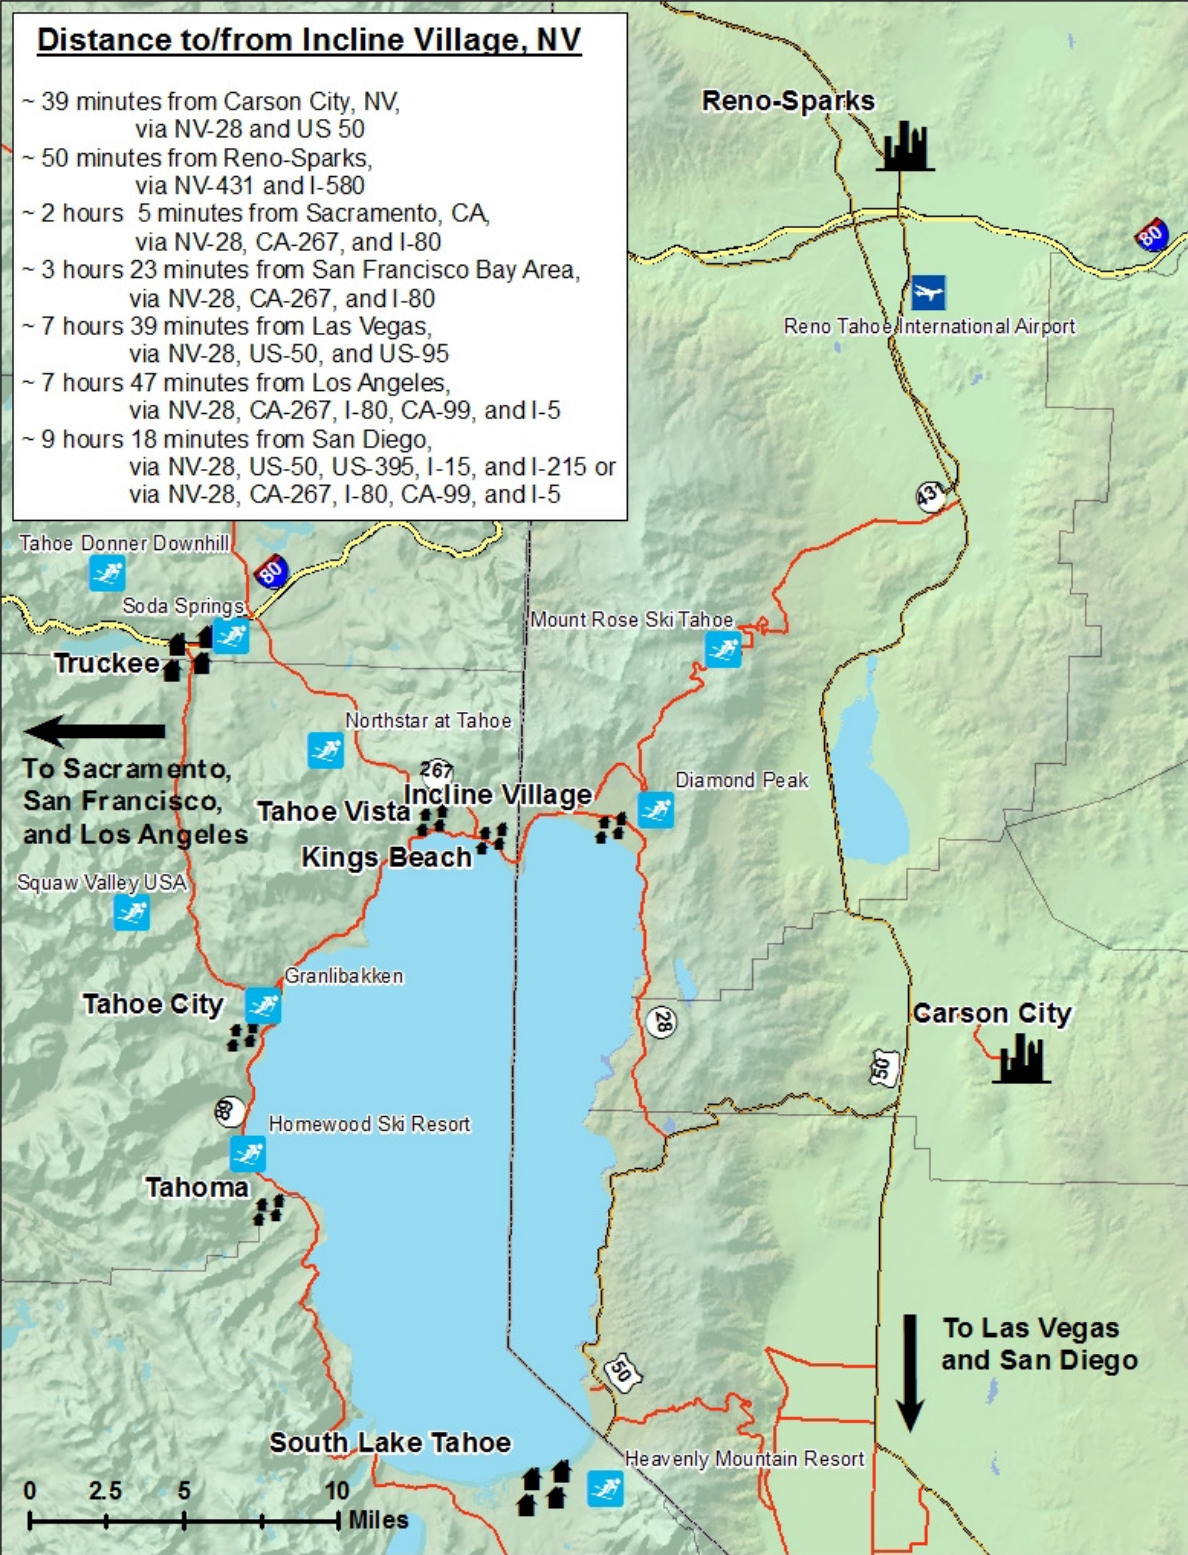 Distance to/from Incline Village, NV
~ 39 minutes from Carson City, NV,
via NV-28 and US 50
~ 50 minutes from Reno-Sparks,
via NV-431 and I-580
~ 2 hours 5 minutes from Sacramento, CA,
via NV-28, CA-267, and I-80
~ 3 hours 23 minutes from San Francisco Bay Area,
via NV-28, CA-267, and I-80
~ 7 hours 39 minutes from Las Vegas,
via NV-28, US-50, and US-95
~ 7 hours 47 minutes from Los Angeles,
via NV-28, CA-267, I-80, CA-99, and I-5
~ 9 hours 18 minutes from San Diego,
via NV-28, US-50, US-395, I-15, and I-215 or
via NV-28, CA-267, I-80, CA-99, and I-5
Reno-Sparks
80
Reno Tahoe International Airport
431
Tahoe Donner Downhill
80
Soda Springs
Mount Rose Ski Tahoe
Truckee
Northstar at Tahoe
To Sacramento,
San Francisco,
and Los Angeles
267
Diamond Peak
Incline Village
Tahoe Vista
Kings Beach
Squaw Valley USA
Granlibakken
Tahoe City
Carson City
28
50
89
Homewood Ski Resort
Tahoma
To Las Vegas
and San Diego
50
South Lake Tahoe
Heavenly Mountain Resort
0 2.5 5 10
Miles